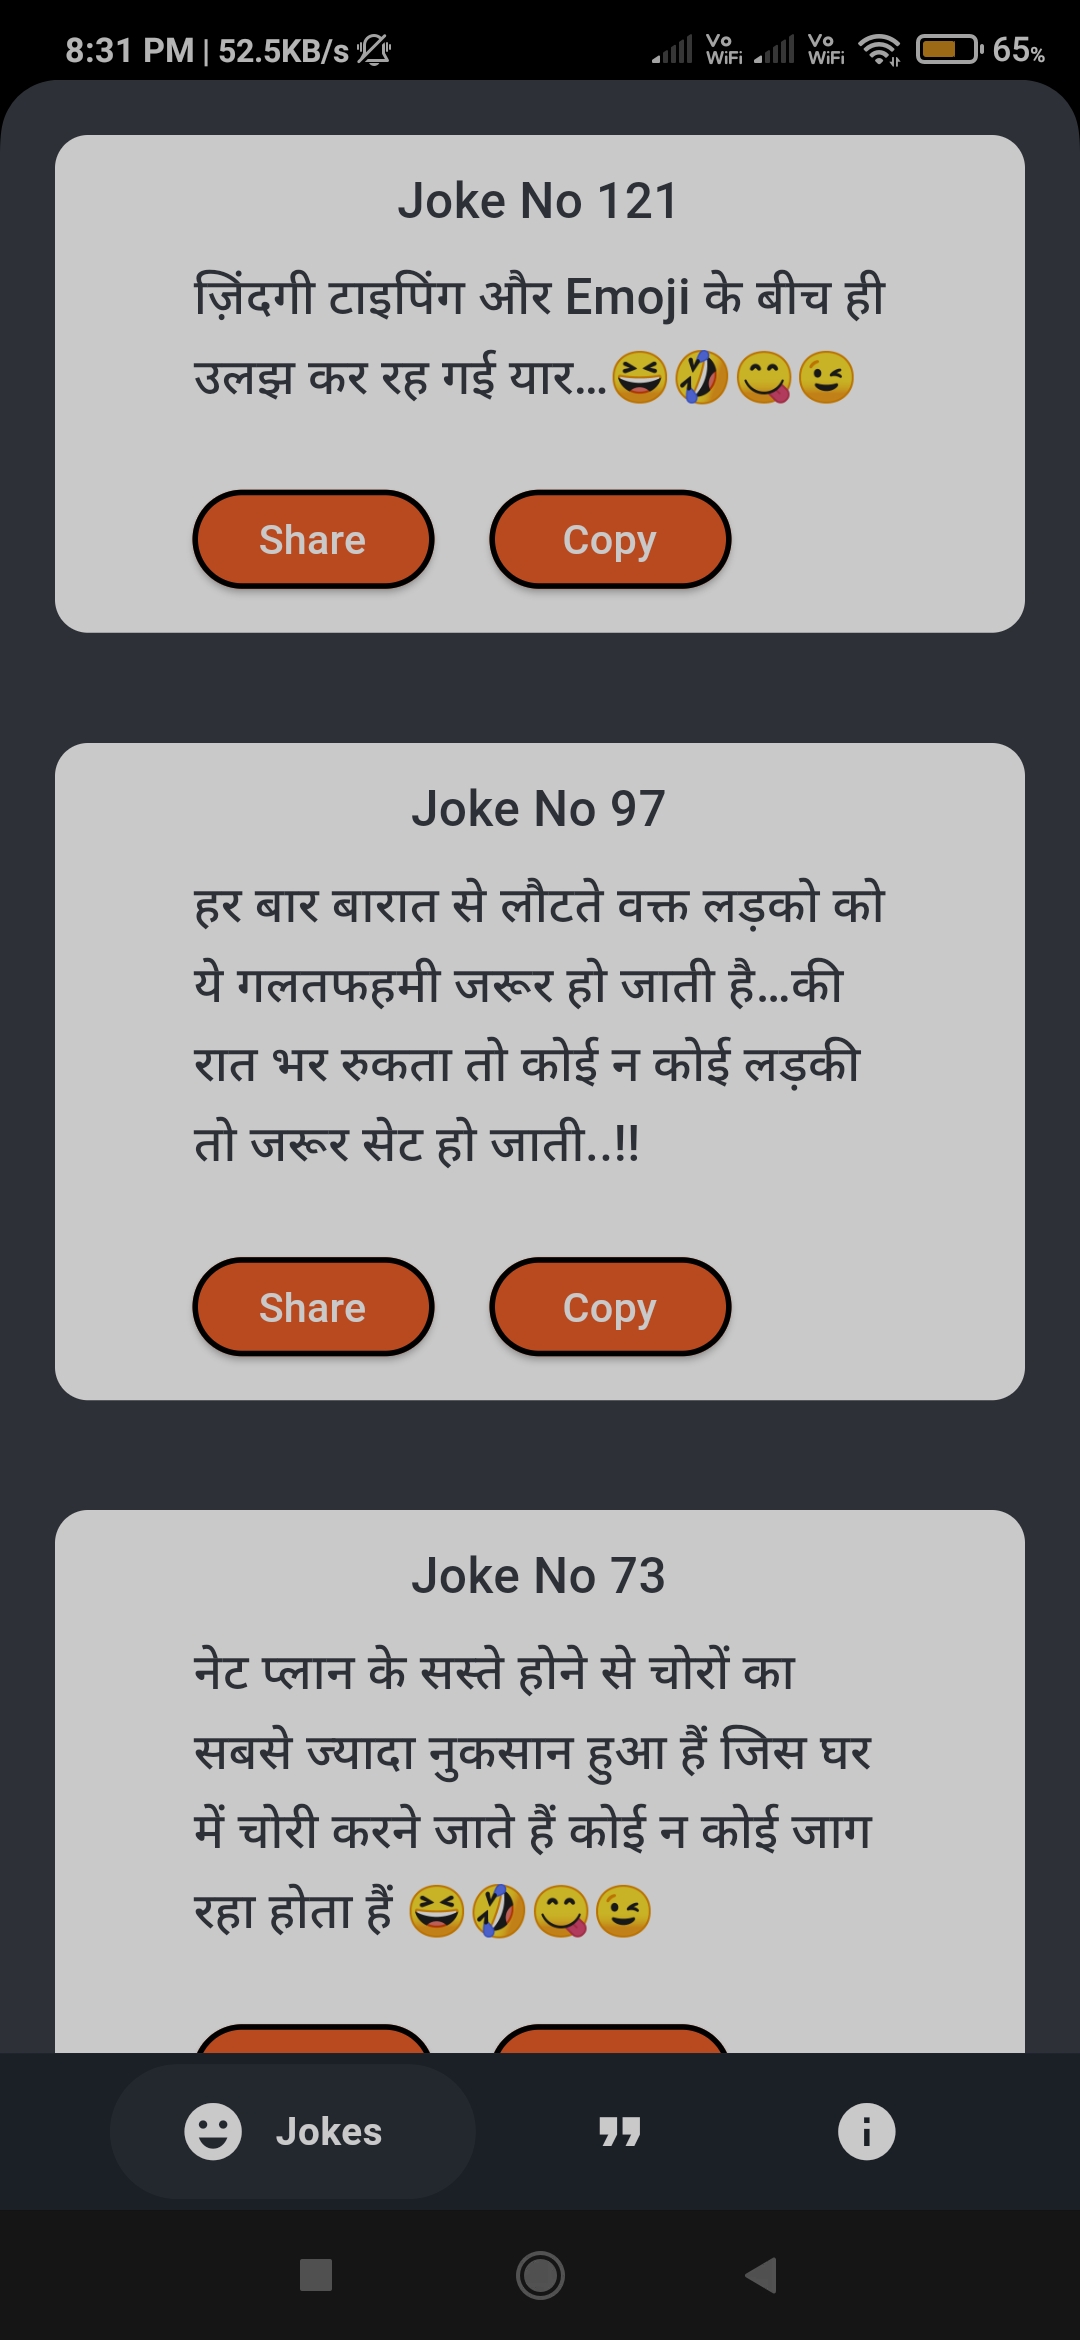 8:31 PM | 52.5KB/s Vo WiFi Vo WiFi 65%
Joke No 121
ज़िंदगी टाइपिंग और Emoji के बीच ही
उलझ कर रह गई यार...😆🤣😋😉
Share Copy
Joke No 97
हर बार बारात से लौटते वक्त लड़को को
ये गलतफहमी जरूर हो जाती है...की
रात भर रुकता तो कोई न कोई लड़की
तो जरूर सेट हो जाती..!!
Share Copy
Joke No 73
नेट प्लान के सस्ते होने से चोरों का
सबसे ज्यादा नुकसान हुआ हैं जिस घर
में चोरी करने जाते हैं कोई न कोई जाग
रहा होता हैं 😆🤣😋😉
Jokes